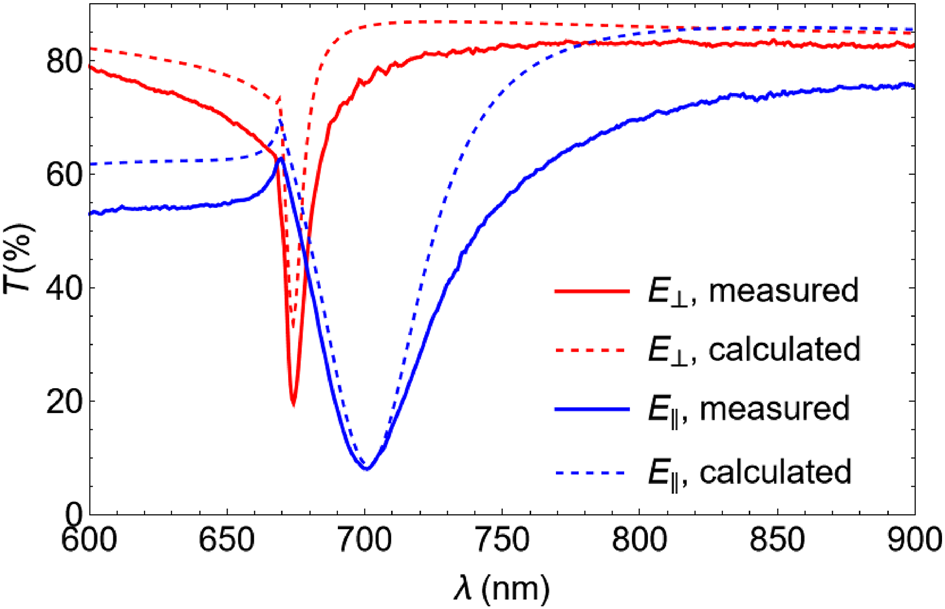 80
60
40
20
0
600 650 700 750 800 850 900
T(%)
λ (nm)
E⊥, measured
E⊥, calculated
E∥, measured
E∥, calculated